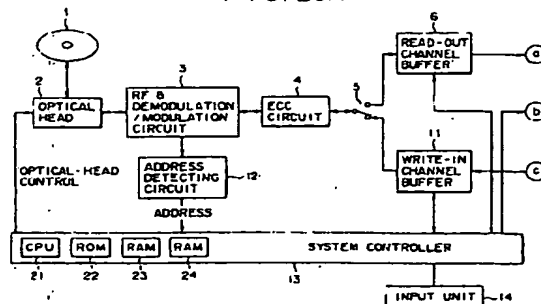 1
2
OPTICAL
HEAD
3
RF &
DEMODULATION
/MODULATION
CIRCUIT
4
ECC CIRCUIT
5
6
READ-OUT
CHANNEL
BUFFER
a
b
11
WRITE-IN
CHANNEL
BUFFER
c
OPTICAL-HEAD
CONTROL
ADDRESS
DETECTING
CIRCUIT
12
ADDRESS
CPU
ROM
RAM
RAM
SYSTEM CONTROLLER
21
22
23
24
13
INPUT UNIT
14